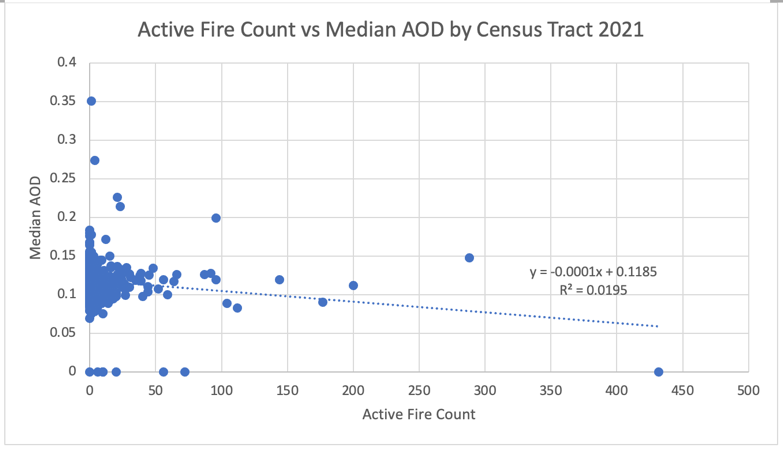 Active Fire Count vs Median AOD by Census Tract 2021
0.4
0.35
0.3
0.25
0.2
0.15
0.1
0.05
0
Median AOD
y = -0.0001x + 0.1185
R² = 0.0195
0 50 100 150 200 250 300 350 400 450 500
Active Fire Count